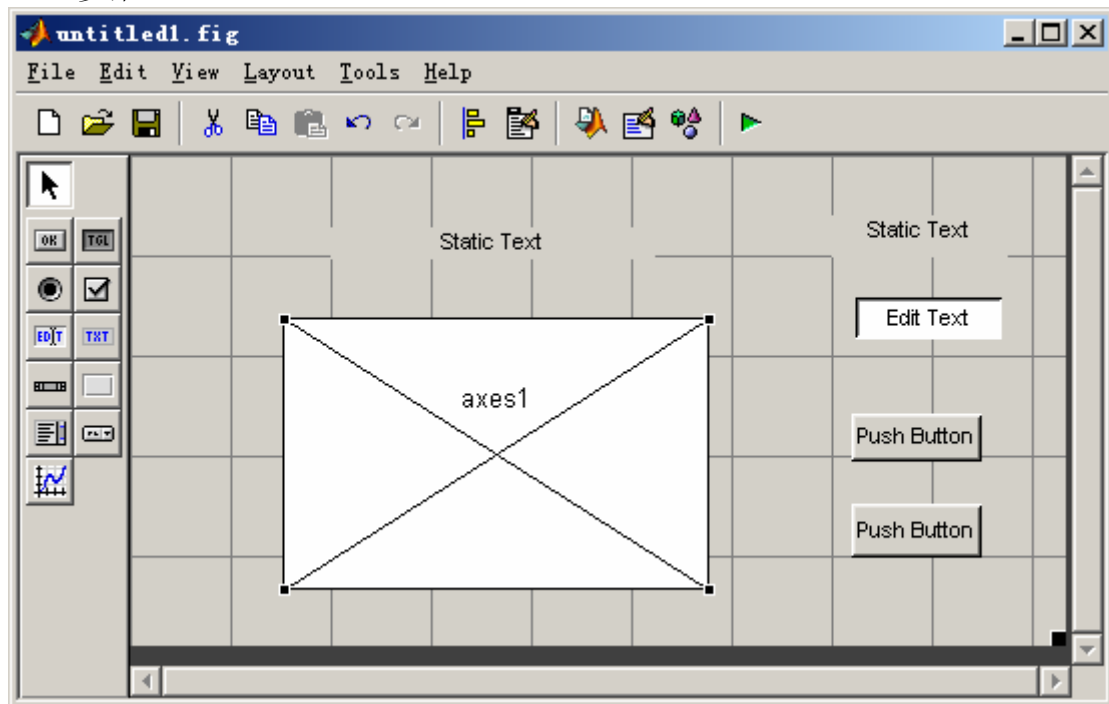 untitled1.fig
File Edit View Layout Tools Help
OK TGL
EDIT TXT
Static Text
Static Text
Edit Text
axes1
Push Button
Push Button